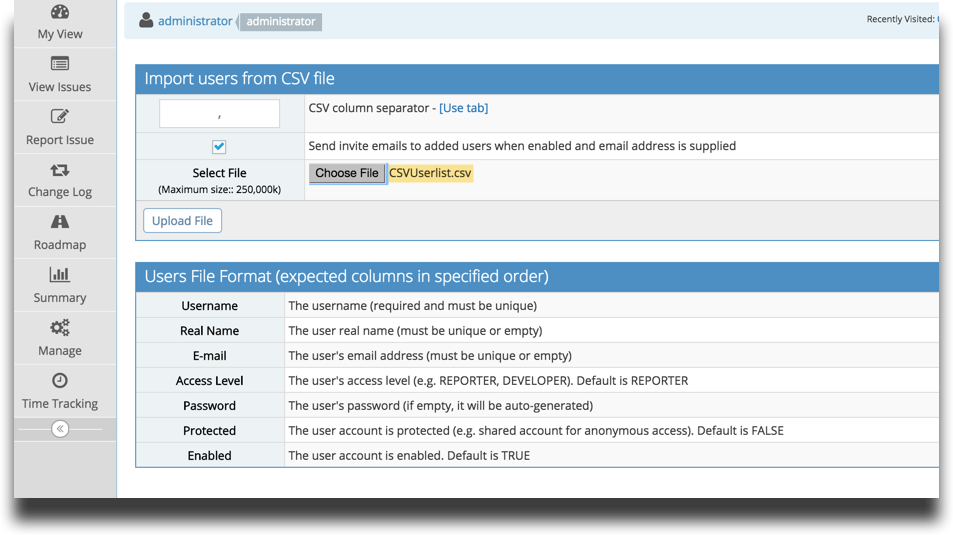 My View
View Issues
Report Issue
Change Log
Roadmap
Summary
Manage
Time Tracking
administrator administrator
Recently Visited:
Import users from CSV file
, CSV column separator - [Use tab]
Send invite emails to added users when enabled and email address is supplied
Select File
(Maximum size:: 250,000k)
Choose File CSVUserlist.csv
Upload File
Users File Format (expected columns in specified order)
Username The username (required and must be unique)
Real Name The user real name (must be unique or empty)
E-mail The user's email address (must be unique or empty)
Access Level The user's access level (e.g. REPORTER, DEVELOPER). Default is REPORTER
Password The user's password (if empty, it will be auto-generated)
Protected The user account is protected (e.g. shared account for anonymous access). Default is FALSE
Enabled The user account is enabled. Default is TRUE